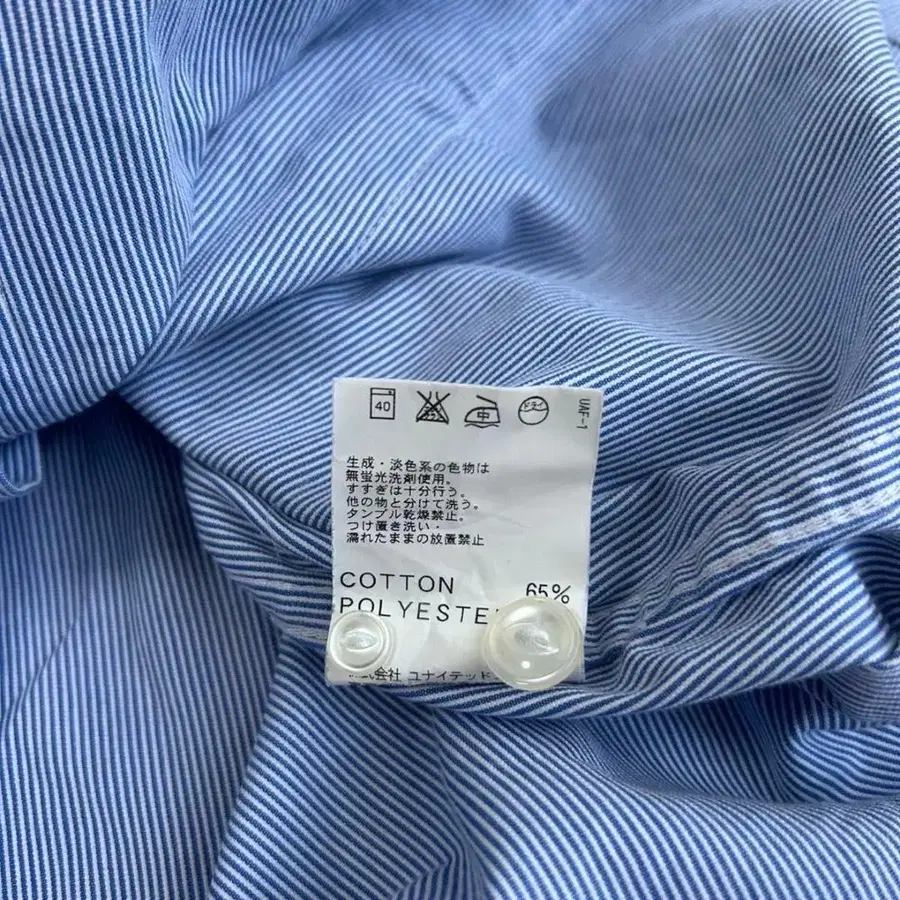 40
中
ドライ
UAF-1
生成・淡色系の色物は
無蛍光洗剤使用。
すすぎは十分行う。
他の物と分けて洗う。
タンブル乾燥禁止。
つけ置き洗い・
濡れたままの放置禁止
COTTON 65%
会社 ユナイテッド